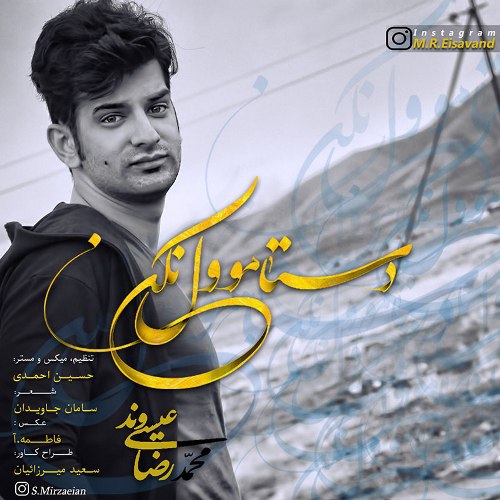 Instagram
M.R.Eisavand
دستامو ول نکن
تنظیم، میکس و مستر:
حسین احمدی
شعر:
سامان جاویدان
عکس:
فاطمه.آ
طراح کاور:
سعید میرزائیان
محمدرضا عیسی وند
S.Mirzaeian